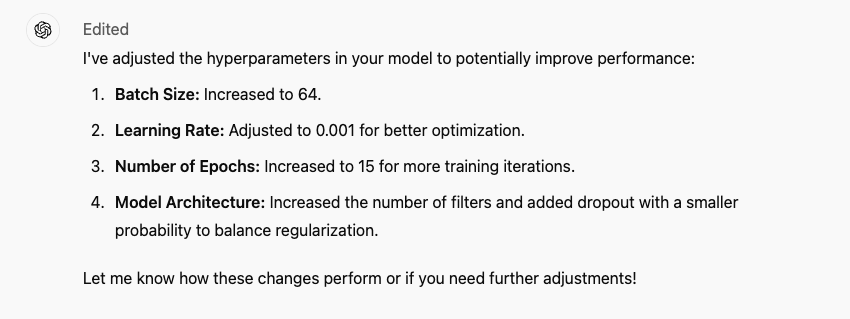 Edited
I've adjusted the hyperparameters in your model to potentially improve performance:
1. Batch Size: Increased to 64.
2. Learning Rate: Adjusted to 0.001 for better optimization.
3. Number of Epochs: Increased to 15 for more training iterations.
4. Model Architecture: Increased the number of filters and added dropout with a smaller
probability to balance regularization.
Let me know how these changes perform or if you need further adjustments!